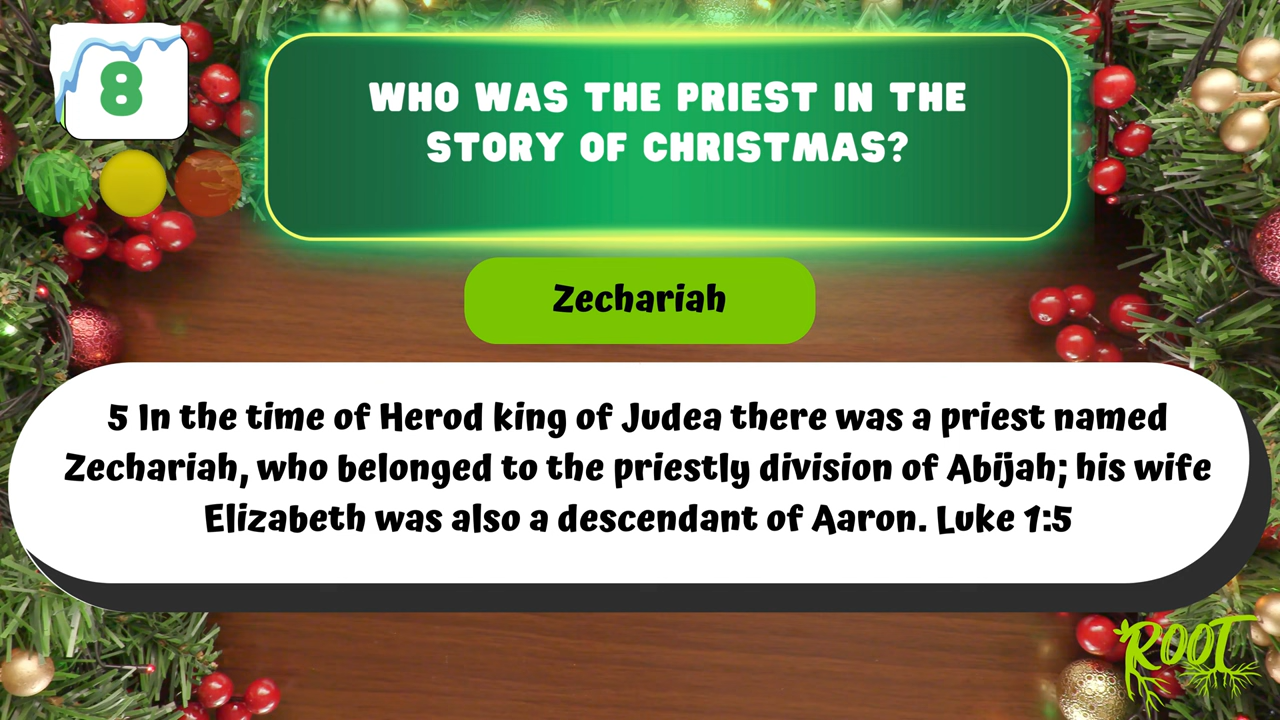 8
WHO WAS THE PRIEST IN THE
STORY OF CHRISTMAS?
Zechariah
5 In the time of Herod king of Judea there was a priest named
Zechariah, who belonged to the priestly division of Abijah; his wife
Elizabeth was also a descendant of Aaron. Luke 1:5
ROOT